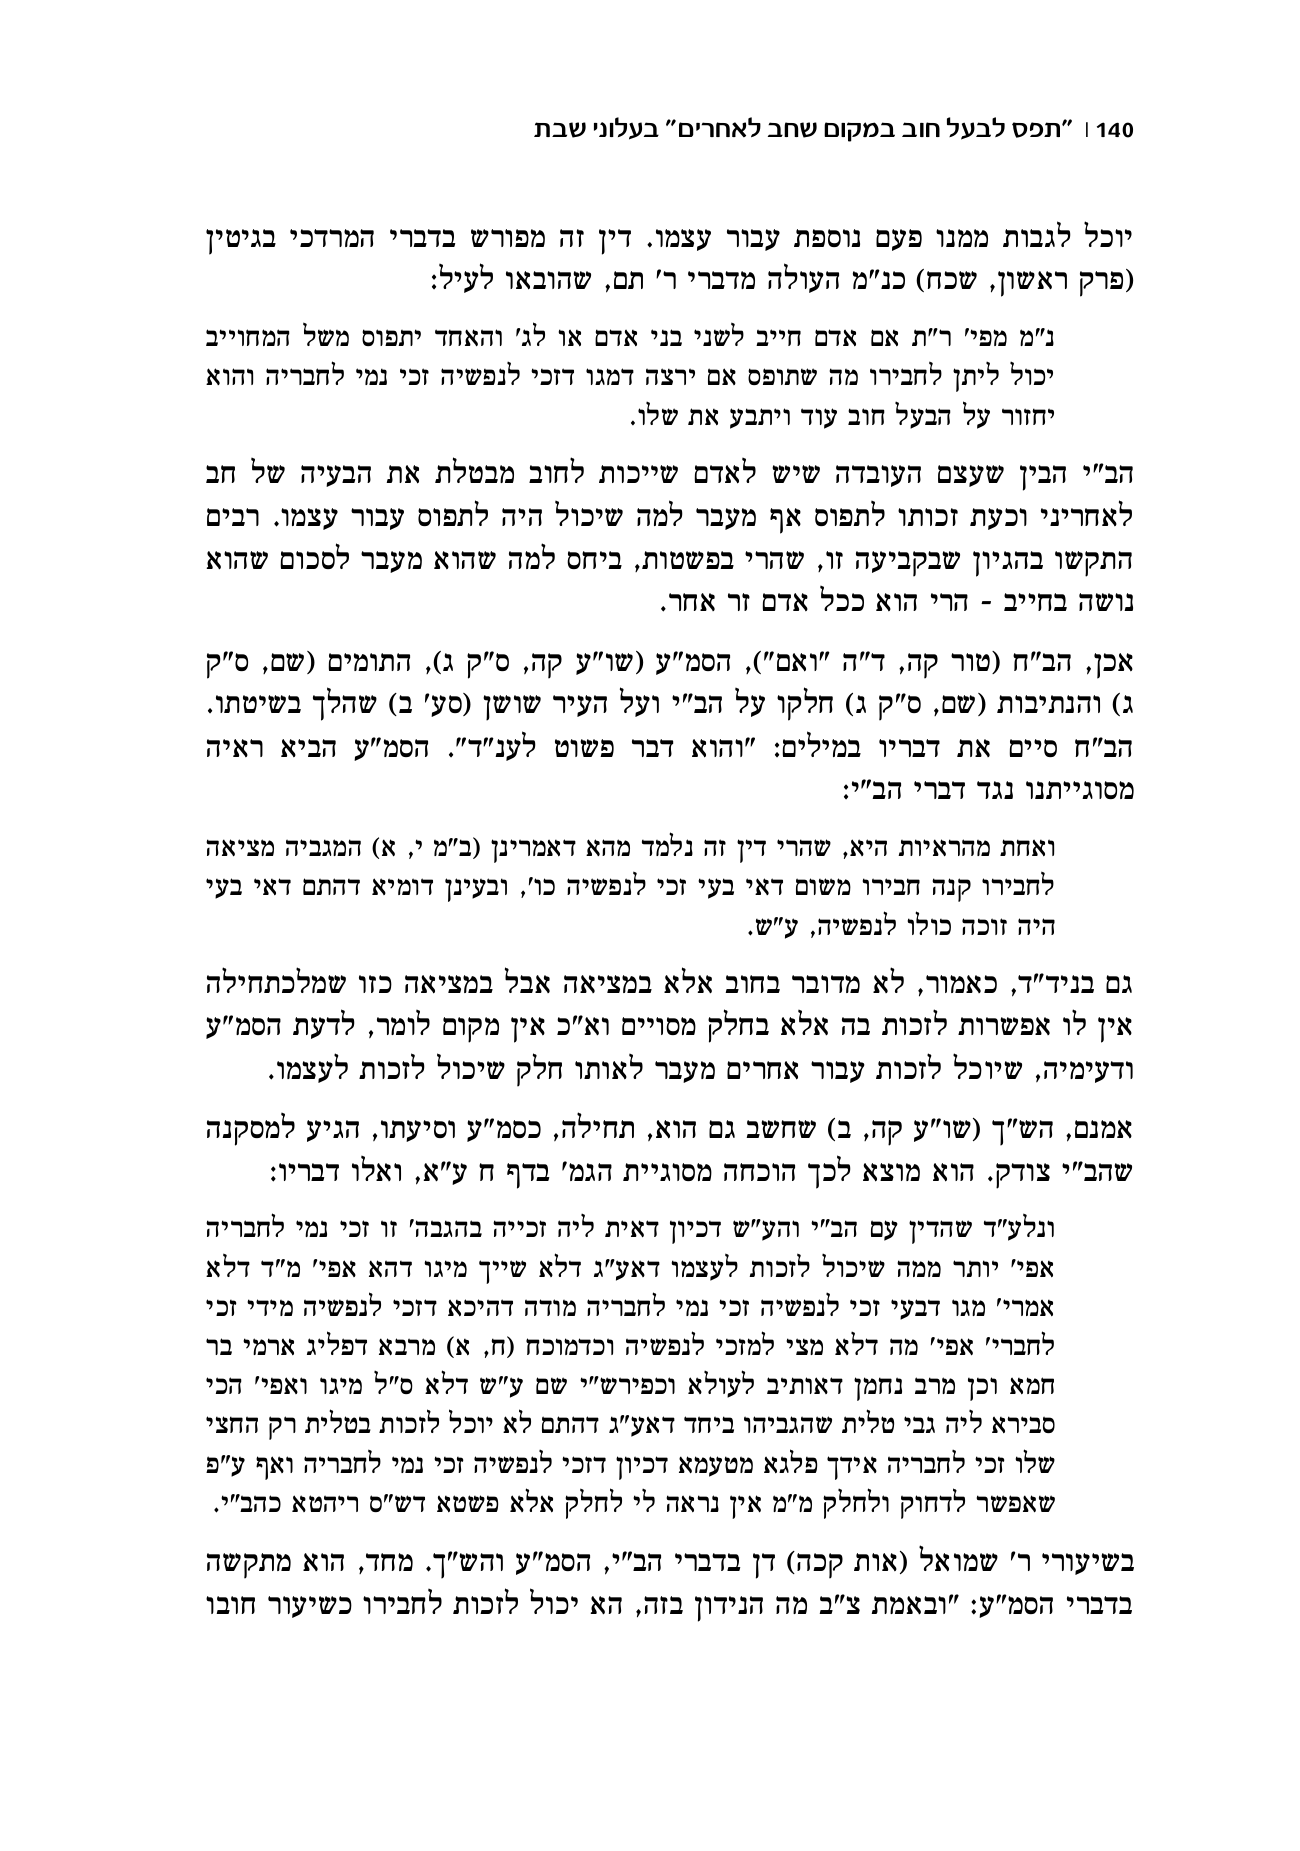 140 | "תפס לבעל חוב במקום שחב לאחרים" בעלוני שבת
יוכל לגבות ממנו פעם נוספת עבור עצמו. דין זה מפורש בדברי המרדכי בגיטין
(פרק ראשון, שכח) כנ"מ העולה מדברי ר' תם, שהובאו לעיל:
נ"מ מפי' ר"ת אם אדם חייב לשני בני אדם או לג' והאחד יתפוס משל המחוייב
יכול ליתן לחבירו מה שתופס אם ירצה דמגו דזכי לנפשיה זכי נמי לחבריה והוא
יחזור על הבעל חוב עוד ויתבע את שלו.
הב"י הבין שעצם העובדה שיש לאדם שייכות לחוב מבטלת את הבעיה של חב
לאחריני וכעת זכותו לתפוס אף מעבר למה שיכול היה לתפוס עבור עצמו. רבים
התקשו בהגיון שבקביעה זו, שהרי בפשטות, ביחס למה שהוא מעבר לסכום שהוא
נושה בחייב - הרי הוא ככל אדם זר אחר.
אכן, הב"ח (טור קה, ד"ה "ואם"), הסמ"ע (שו"ע קה, ס"ק ג), התומים (שם, ס"ק
ג) והנתיבות (שם, ס"ק ג) חלקו על הב"י ועל העיר שושן (סע' ב) שהלך בשיטתו.
הב"ח סיים את דבריו במילים: "והוא דבר פשוט לענ"ד". הסמ"ע הביא ראיה
מסוגייתנו נגד דברי הב"י:
ואחת מהראיות היא, שהרי דין זה נלמד מהא דאמרינן (ב"מ י, א) המגביה מציאה
לחבירו קנה חבירו משום דאי בעי זכי לנפשיה כו', ובעינן דומיא דהתם דאי בעי
היה זוכה כולו לנפשיה, ע"ש.
גם בניד"ד, כאמור, לא מדובר בחוב אלא במציאה אבל במציאה כזו שמלכתחילה
אין לו אפשרות לזכות בה אלא בחלק מסויים וא"כ אין מקום לומר, לדעת הסמ"ע
ודעימיה, שיוכל לזכות עבור אחרים מעבר לאותו חלק שיכול לזכות לעצמו.
אמנם, הש"ך (שו"ע קה, ב) שחשב גם הוא, תחילה, כסמ"ע וסיעתו, הגיע למסקנה
שהב"י צודק. הוא מוצא לכך הוכחה מסוגיית הגמ' בדף ח ע"א, ואלו דבריו:
ונלע"ד שהדין עם הב"י והע"ש דכיון דאית ליה זכייה בהגבה' זו זכי נמי לחבריה
אפי' יותר ממה שיכול לזכות לעצמו דאע"ג דלא שייך מיגו דהא אפי' מ"ד דלא
אמרי' מגו דבעי זכי לנפשיה זכי נמי לחבריה מודה דהיכא דזכי לנפשיה מידי זכי
לחברי' אפי' מה דלא מצי למזכי לנפשיה וכדמוכח (ח, א) מרבא דפליג ארמי בר
חמא וכן מרב נחמן דאותיב לעולא וכפירש"י שם ע"ש דלא ס"ל מיגו ואפי' הכי
סבירא ליה גבי טלית שהגביהו ביחד דאע"ג דהתם לא יוכל לזכות בטלית רק החצי
שלו זכי לחבריה אידך פלגא מטעמא דכיון דזכי לנפשיה זכי נמי לחבריה ואף ע"פ
שאפשר לדחוק ולחלק מ"מ אין נראה לי לחלק אלא פשטא דש"ס ריהטא כהב"י.
בשיעורי ר' שמואל (אות קכה) דן בדברי הב"י, הסמ"ע והש"ך. מחד, הוא מתקשה
בדברי הסמ"ע: "ובאמת צ"ב מה הנידון בזה, הא יכול לזכות לחבירו כשיעור חובו